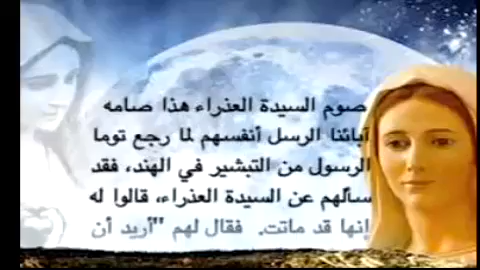 صوم السيدة العذراء هذا صامه
آبائنا الرسل أنفسهم لما رجع توما
الرسول من التبشير في الهند، فقد
سألهم عن السيدة العذراء، قالوا له
إنها قد ماتت. فقال لهم "أريد أن